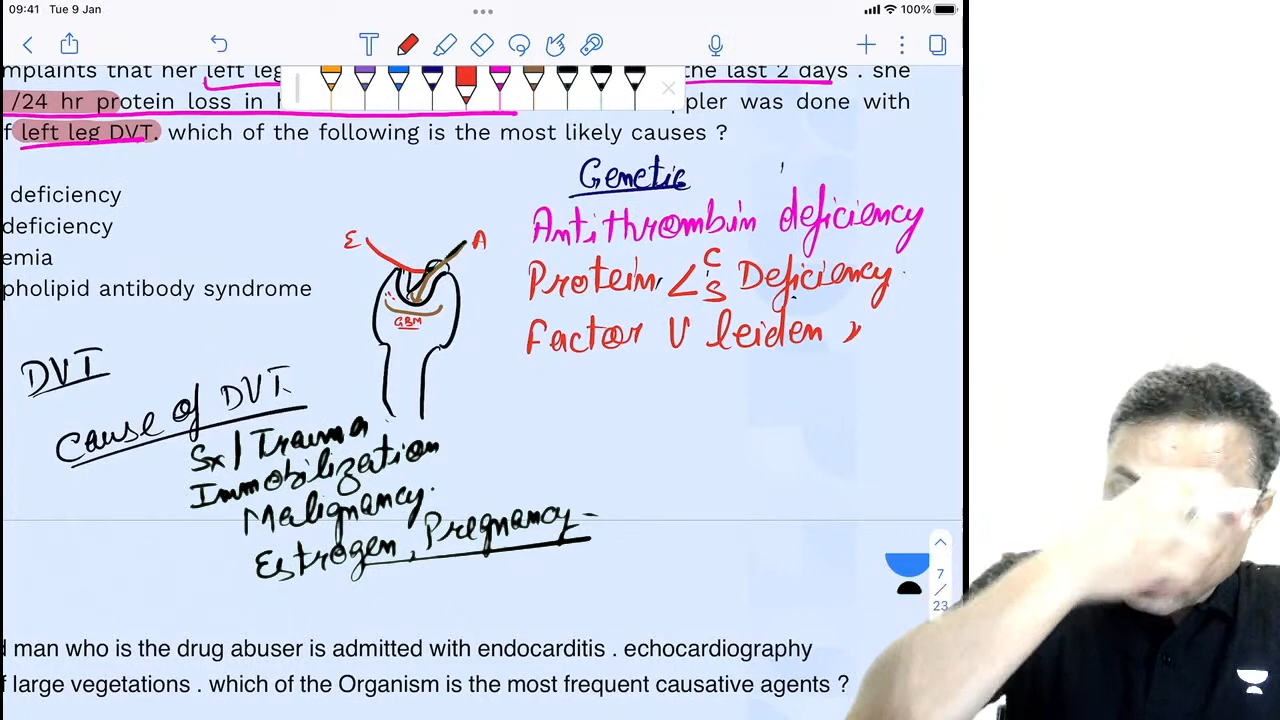 09:41 Tue 9 Jan
100%
mplaints that her left leg the last 2 days . she
/24 hr protein loss in ppler was done with
f left leg DVT. which of the following is the most likely causes ?
deficiency
deficiency
emia
pholipid antibody syndrome
Genetic
Antithrombin deficiency
Protein, < C S Deficiency
Factor V leiden ,
E
A
GBM
DVT
Cause of DVT.
Sx / Trauma
Immobilization
Malignancy.
Estrogen, Pregnancy -
7
/
23
d man who is the drug abuser is admitted with endocarditis . echocardiography
f large vegetations . which of the Organism is the most frequent causative agents ?